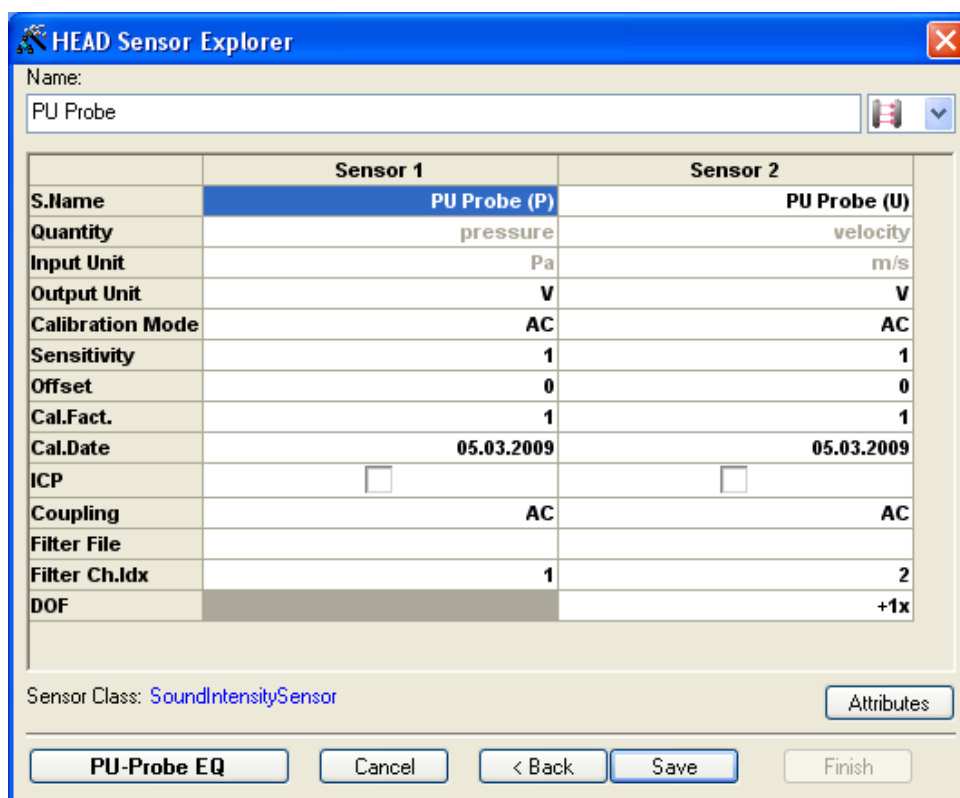 HEAD Sensor Explorer
Name:
PU Probe
Sensor 1 Sensor 2
S.Name PU Probe (P) PU Probe (U)
Quantity pressure velocity
Input Unit Pa m/s
Output Unit V V
Calibration Mode AC AC
Sensitivity 1 1
Offset 0 0
Cal.Fact. 1 1
Cal.Date 05.03.2009 05.03.2009
ICP
Coupling AC AC
Filter File
Filter Ch.Idx 1 2
DOF +1x
Sensor Class: SoundIntensitySensor Attributes
PU-Probe EQ Cancel < Back Save Finish